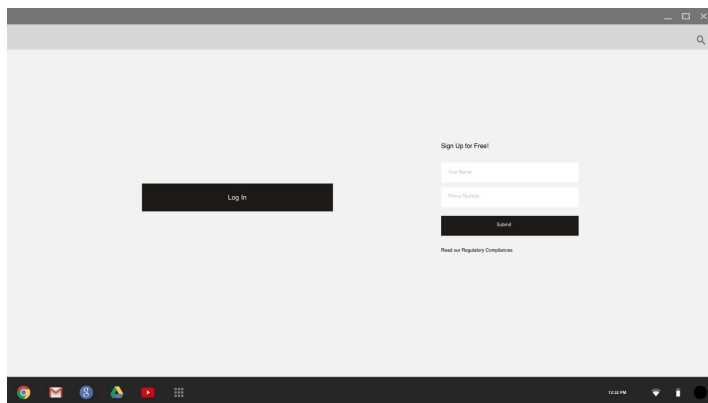 Log In
Sign Up for Free!
Your Name
Phone Number
Submit
Read our Regulatory Compliances
12:32 PM